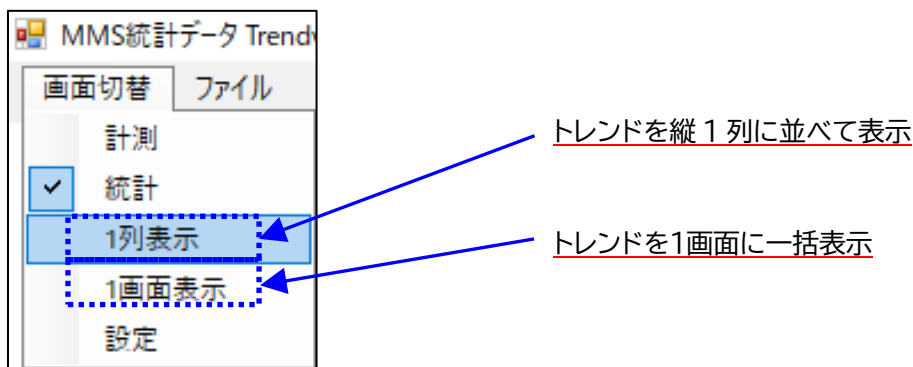 MMS統計データ Trendv
画面切替 ファイル
計測
統計
1列表示
1画面表示
設定
トレンドを縦１列に並べて表示
トレンドを1画面に一括表示